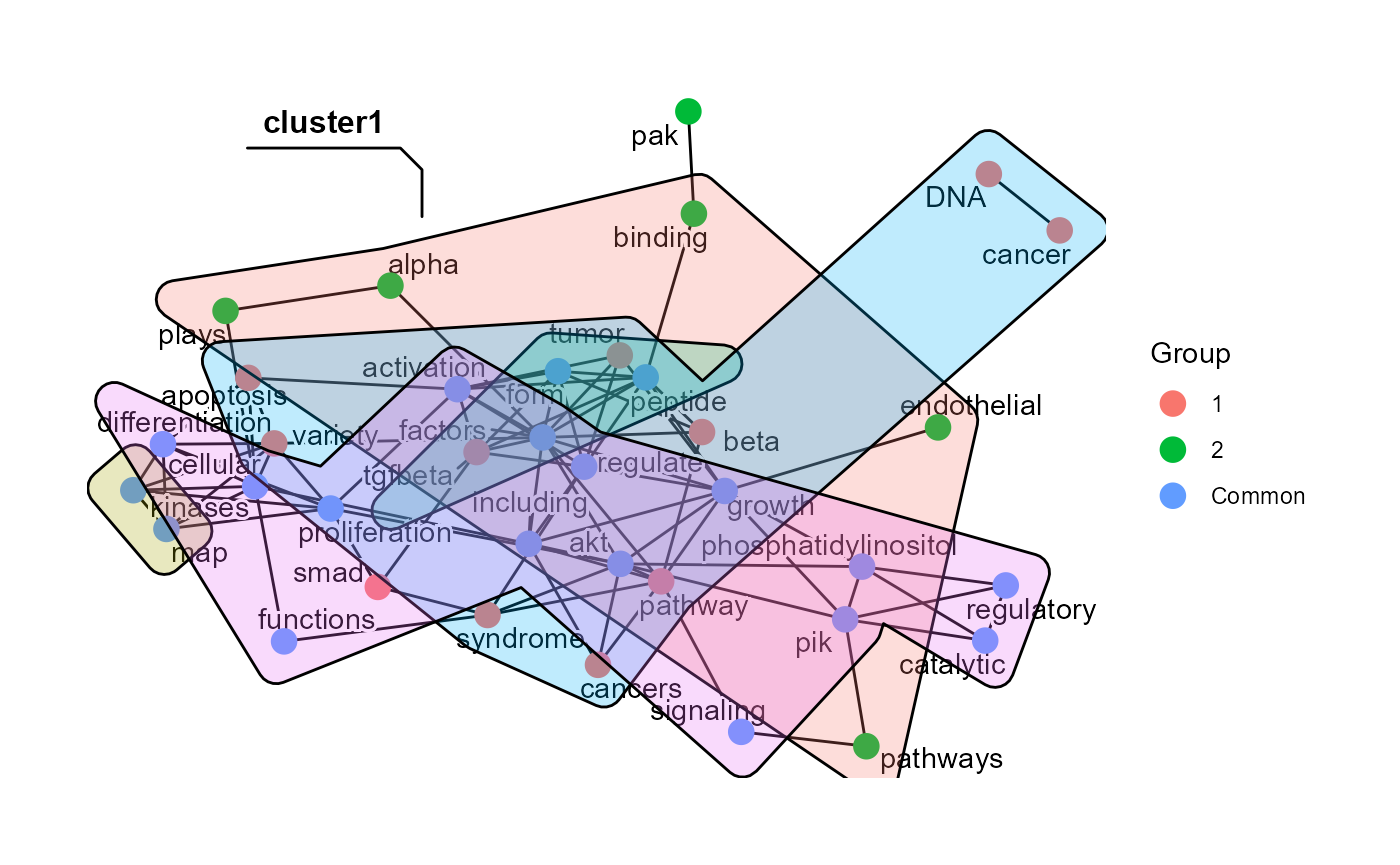 cluster1
pak
DNA
binding
cancer
alpha
plays
tumor
activation
form
peptide
apoptosis
endothelial
differentiation
variety
factors
beta
cellular
tgfbeta
regulate
kinases
including
growth
proliferation
akt
phosphatidylinositol
map
smad
pathway
regulatory
functions
syndrome
pik
catalytic
cancers
signaling
pathways
Group
1
2
Common